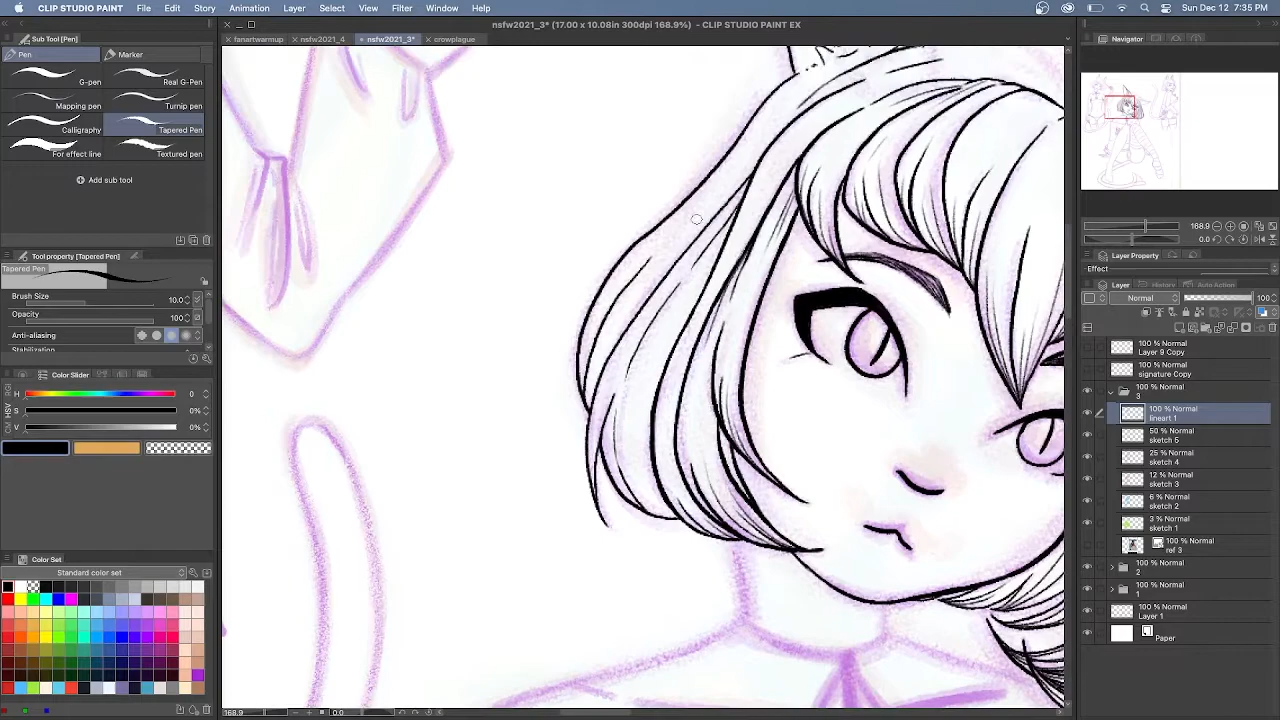 File Edit Story Animation Layer Select View Filter Window Help
Sun Dec 12 7:35 PM
nsfw2021_3* (17.00 x 10.08in 300dpi 168.9%) - CLIP STUDIO PAINT EX
Sub Tool [Pen]
fanartwarmup nsfw2021_4 nsfw2021_3* crowplague
Navigator
Pen Marker
G-pen Real G-Pen
Mapping pen Turnip pen
Calligraphy Tapered Pen
For effect line Textured pen
Add sub tool
168.9
0.0
Tool property [Tapered Pen]
Layer Property
Tapered Pen
Effect
Brush Size 10.0
Layer History Auto Action
Opacity 100
Normal 100
Anti-aliasing
Stabilization
100 % Normal
Layer 9 Copy
100 % Normal
signature Copy
Color Slider
100 % Normal
3
H 0
S 0%
V 0%
100 % Normal
lineart 1
50 % Normal
sketch 5
25 % Normal
sketch 4
12 % Normal
sketch 3
6 % Normal
sketch 2
3 % Normal
sketch 1
100 % Normal
ref 3
Color Set
Standard color set
100 % Normal
2
100 % Normal
1
100 % Normal
Layer 1
Paper
168.9 0.0